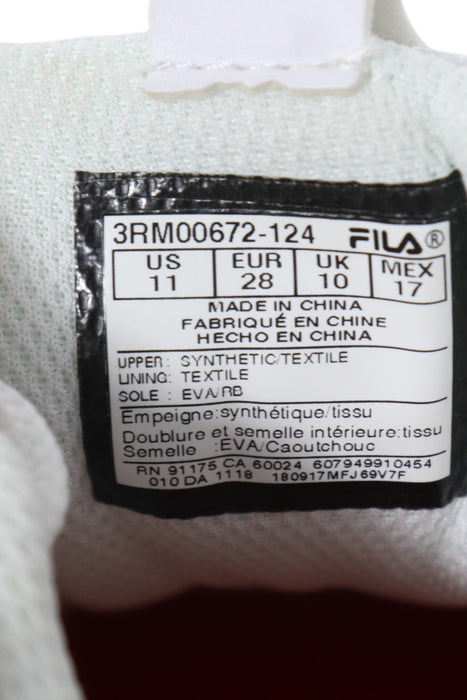 3RM00672-124 FILA®
US EUR UK MEX
11 28 10 17
MADE IN CHINA
FABRIQUÉ EN CHINE
HECHO EN CHINA
UPPER: SYNTHETIC/TEXTILE
LINING: TEXTILE
SOLE : EVA/RB
Empeigne:synthétique/tissu
Doublure et semelle intérieure:tissu
Semelle :EVA/Caoutchouc
RN 91175 CA 60024 607949910454
010 DA 1118 180917MFJ69V7F